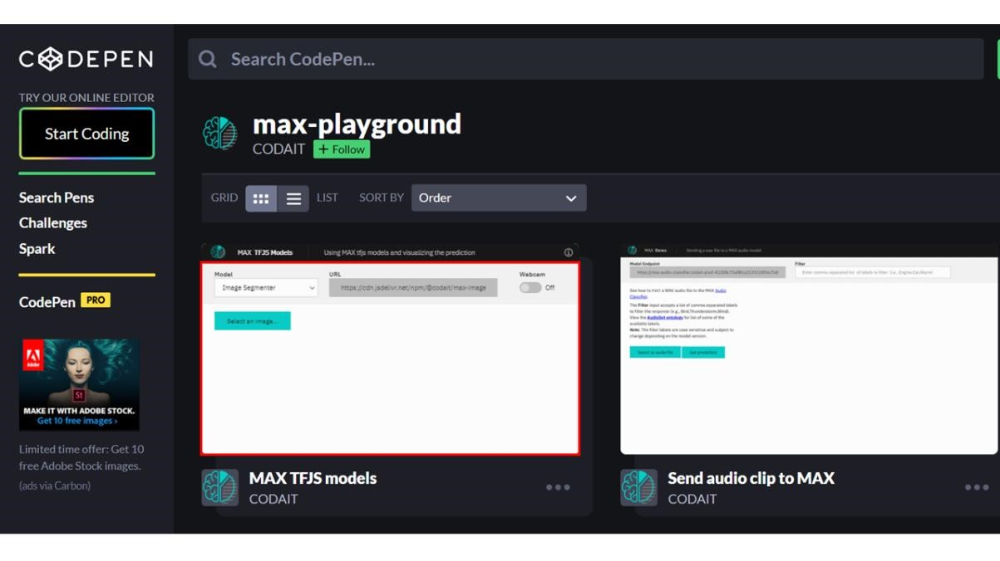 CODEPEN
Search CodePen...
TRY OUR ONLINE EDITOR
Start Coding
Search Pens
Challenges
Spark
CodePen PRO
Adobe
St
MAKE IT WITH ADOBE STOCK.
Get 10 free images ›
Limited time offer: Get 10
free Adobe Stock images.
(ads via Carbon)
max-playground
CODAIT + Follow
GRID LIST SORT BY Order
MAX TFJS Models Using MAX tfjs models and visualizing the prediction
Model URL Webcam
Image Segmenter https://cdn.jsdelivr.net/npm/@codait/max-image Off
Select an image...
MAX TFJS models
CODAIT
MAX Demo Sending a wav file to a MAX audio model
Model Endpoint Filter
Enter comma separated list of labels to filter (i.e., Engine,Car,Alarm)
See how to POST a WAV audio file to the MAX Audio
Classifier.
The Filter input accepts a list of comma separated labels
to filter the response (e.g., Bird,Thunderstorm,Wind).
View the AudioSet ontology for list of some of the
available labels.
Note: The filter labels are case sensitive and subject to
change depending on the model version.
Select an audio file Get prediction
Send audio clip to MAX
CODAIT